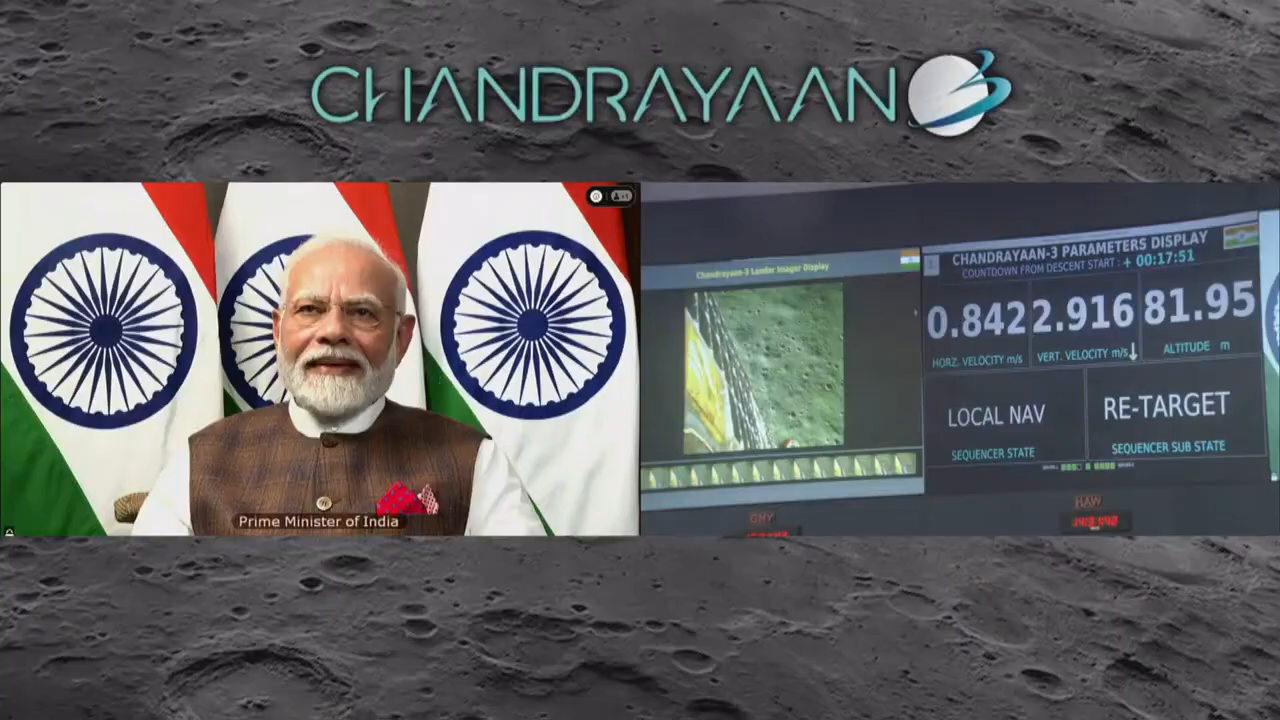 CHANDRAYAAN 3
+1
Prime Minister of India
Chandrayaan-3 Lander Imager Display
CHANDRAYAAN-3 PARAMETERS DISPLAY
COUNTDOWN FROM DESCENT START : + 00:17:51
0.842 2.916 81.95
HORZ. VELOCITY m/s VERT. VELOCITY m/s ALTITUDE m
LOCAL NAV RE-TARGET
SEQUENCER STATE SEQUENCER SUB STATE
HAW